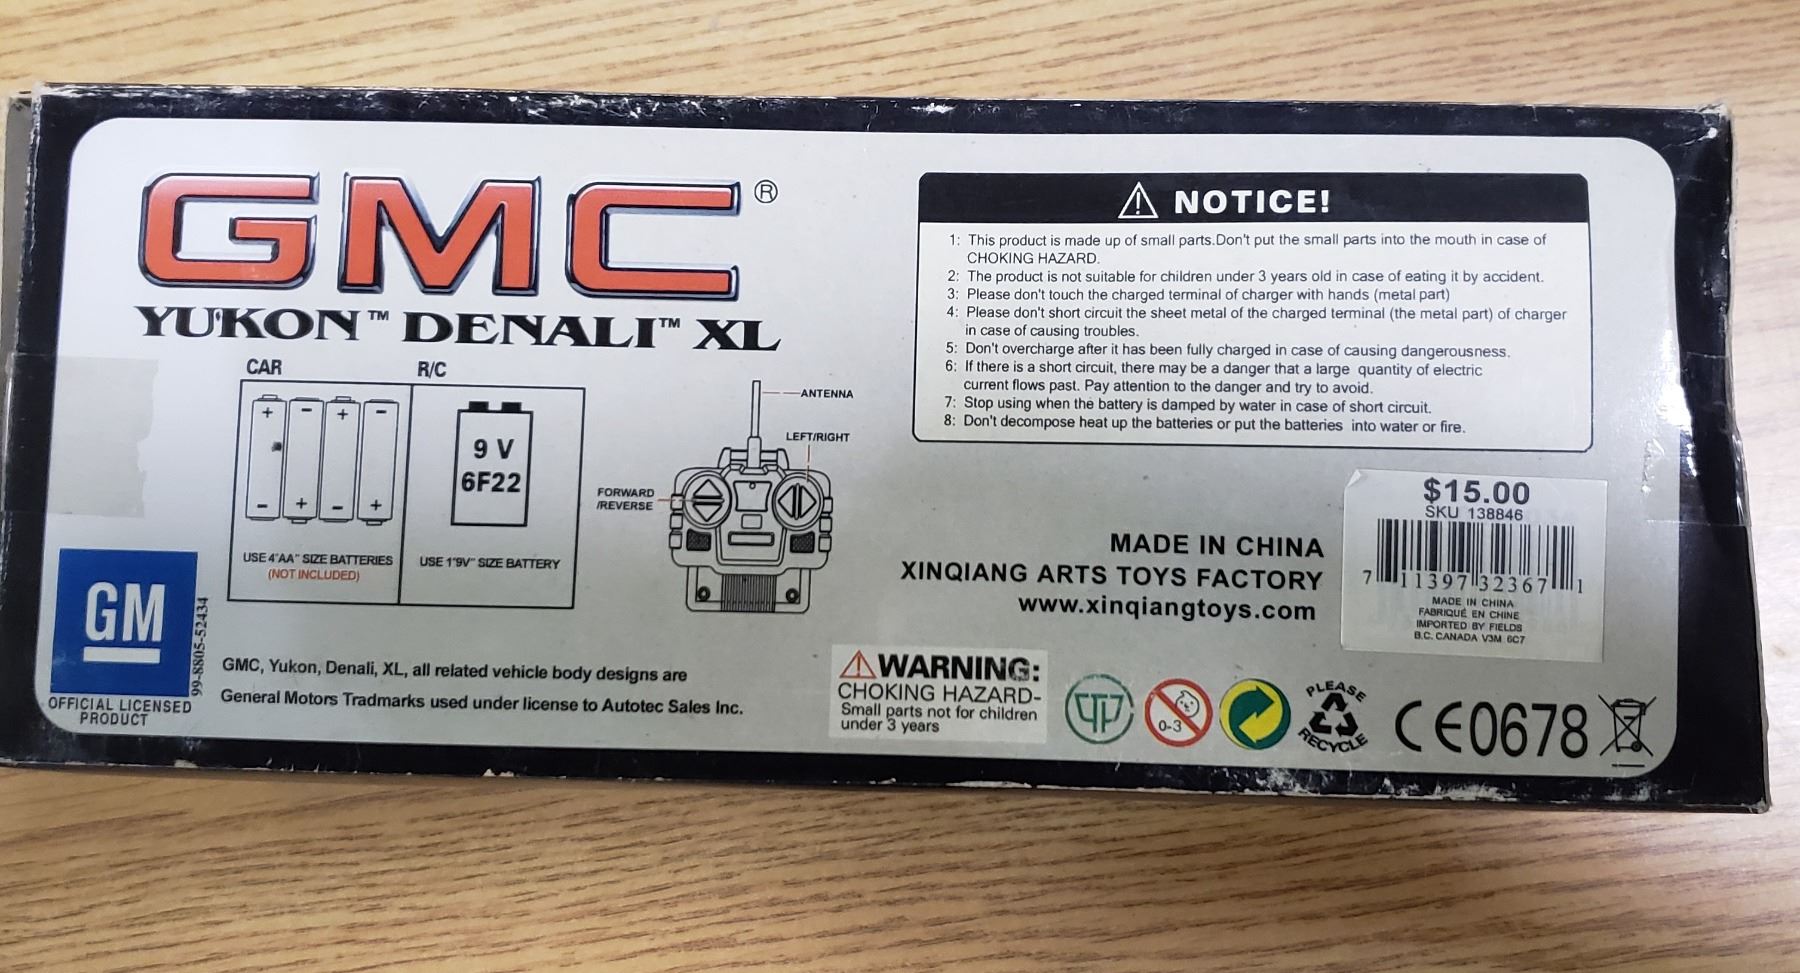 GMC®
YUKON™ DENALI™ XL
CAR
R/C
+ - + -
- + - +
9 V
6F22
USE 4"AA" SIZE BATTERIES
(NOT INCLUDED)
USE 1"9V" SIZE BATTERY
ANTENNA
LEFT/RIGHT
FORWARD
/REVERSE
GM
OFFICIAL LICENSED
PRODUCT
99-8805-52434
GMC, Yukon, Denali, XL, all related vehicle body designs are
General Motors Tradmarks used under license to Autotec Sales Inc.
NOTICE!
1: This product is made up of small parts.Don't put the small parts into the mouth in case of
CHOKING HAZARD.
2: The product is not suitable for children under 3 years old in case of eating it by accident.
3: Please don't touch the charged terminal of charger with hands (metal part)
4: Please don't short circuit the sheet metal of the charged terminal (the metal part) of charger
in case of causing troubles.
5: Don't overcharge after it has been fully charged in case of causing dangerousness.
6: If there is a short circuit, there may be a danger that a large quantity of electric
current flows past. Pay attention to the danger and try to avoid.
7: Stop using when the battery is damped by water in case of short circuit.
8: Don't decompose heat up the batteries or put the batteries into water or fire.
MADE IN CHINA
XINQIANG ARTS TOYS FACTORY
www.xinqiangtoys.com
$15.00
SKU 138846
7 11397 32367 1
MADE IN CHINA
FABRIQUÉ EN CHINE
IMPORTED BY FIELDS
B.C. CANADA V3M 6C7
WARNING:
CHOKING HAZARD-
Small parts not for children
under 3 years
0-3
PLEASE
RECYCLE
CE0678